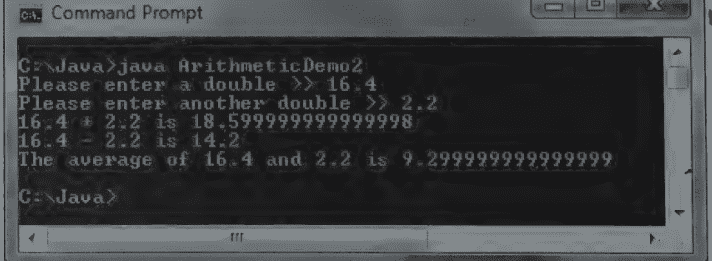 Command Prompt
C:\Java>java ArithmeticDemo2
Please enter a double >> 16.4
Please enter another double >> 2.2
16.4 + 2.2 is 18.599999999999998
16.4 - 2.2 is 14.2
The average of 16.4 and 2.2 is 9.299999999999999
C:\Java>